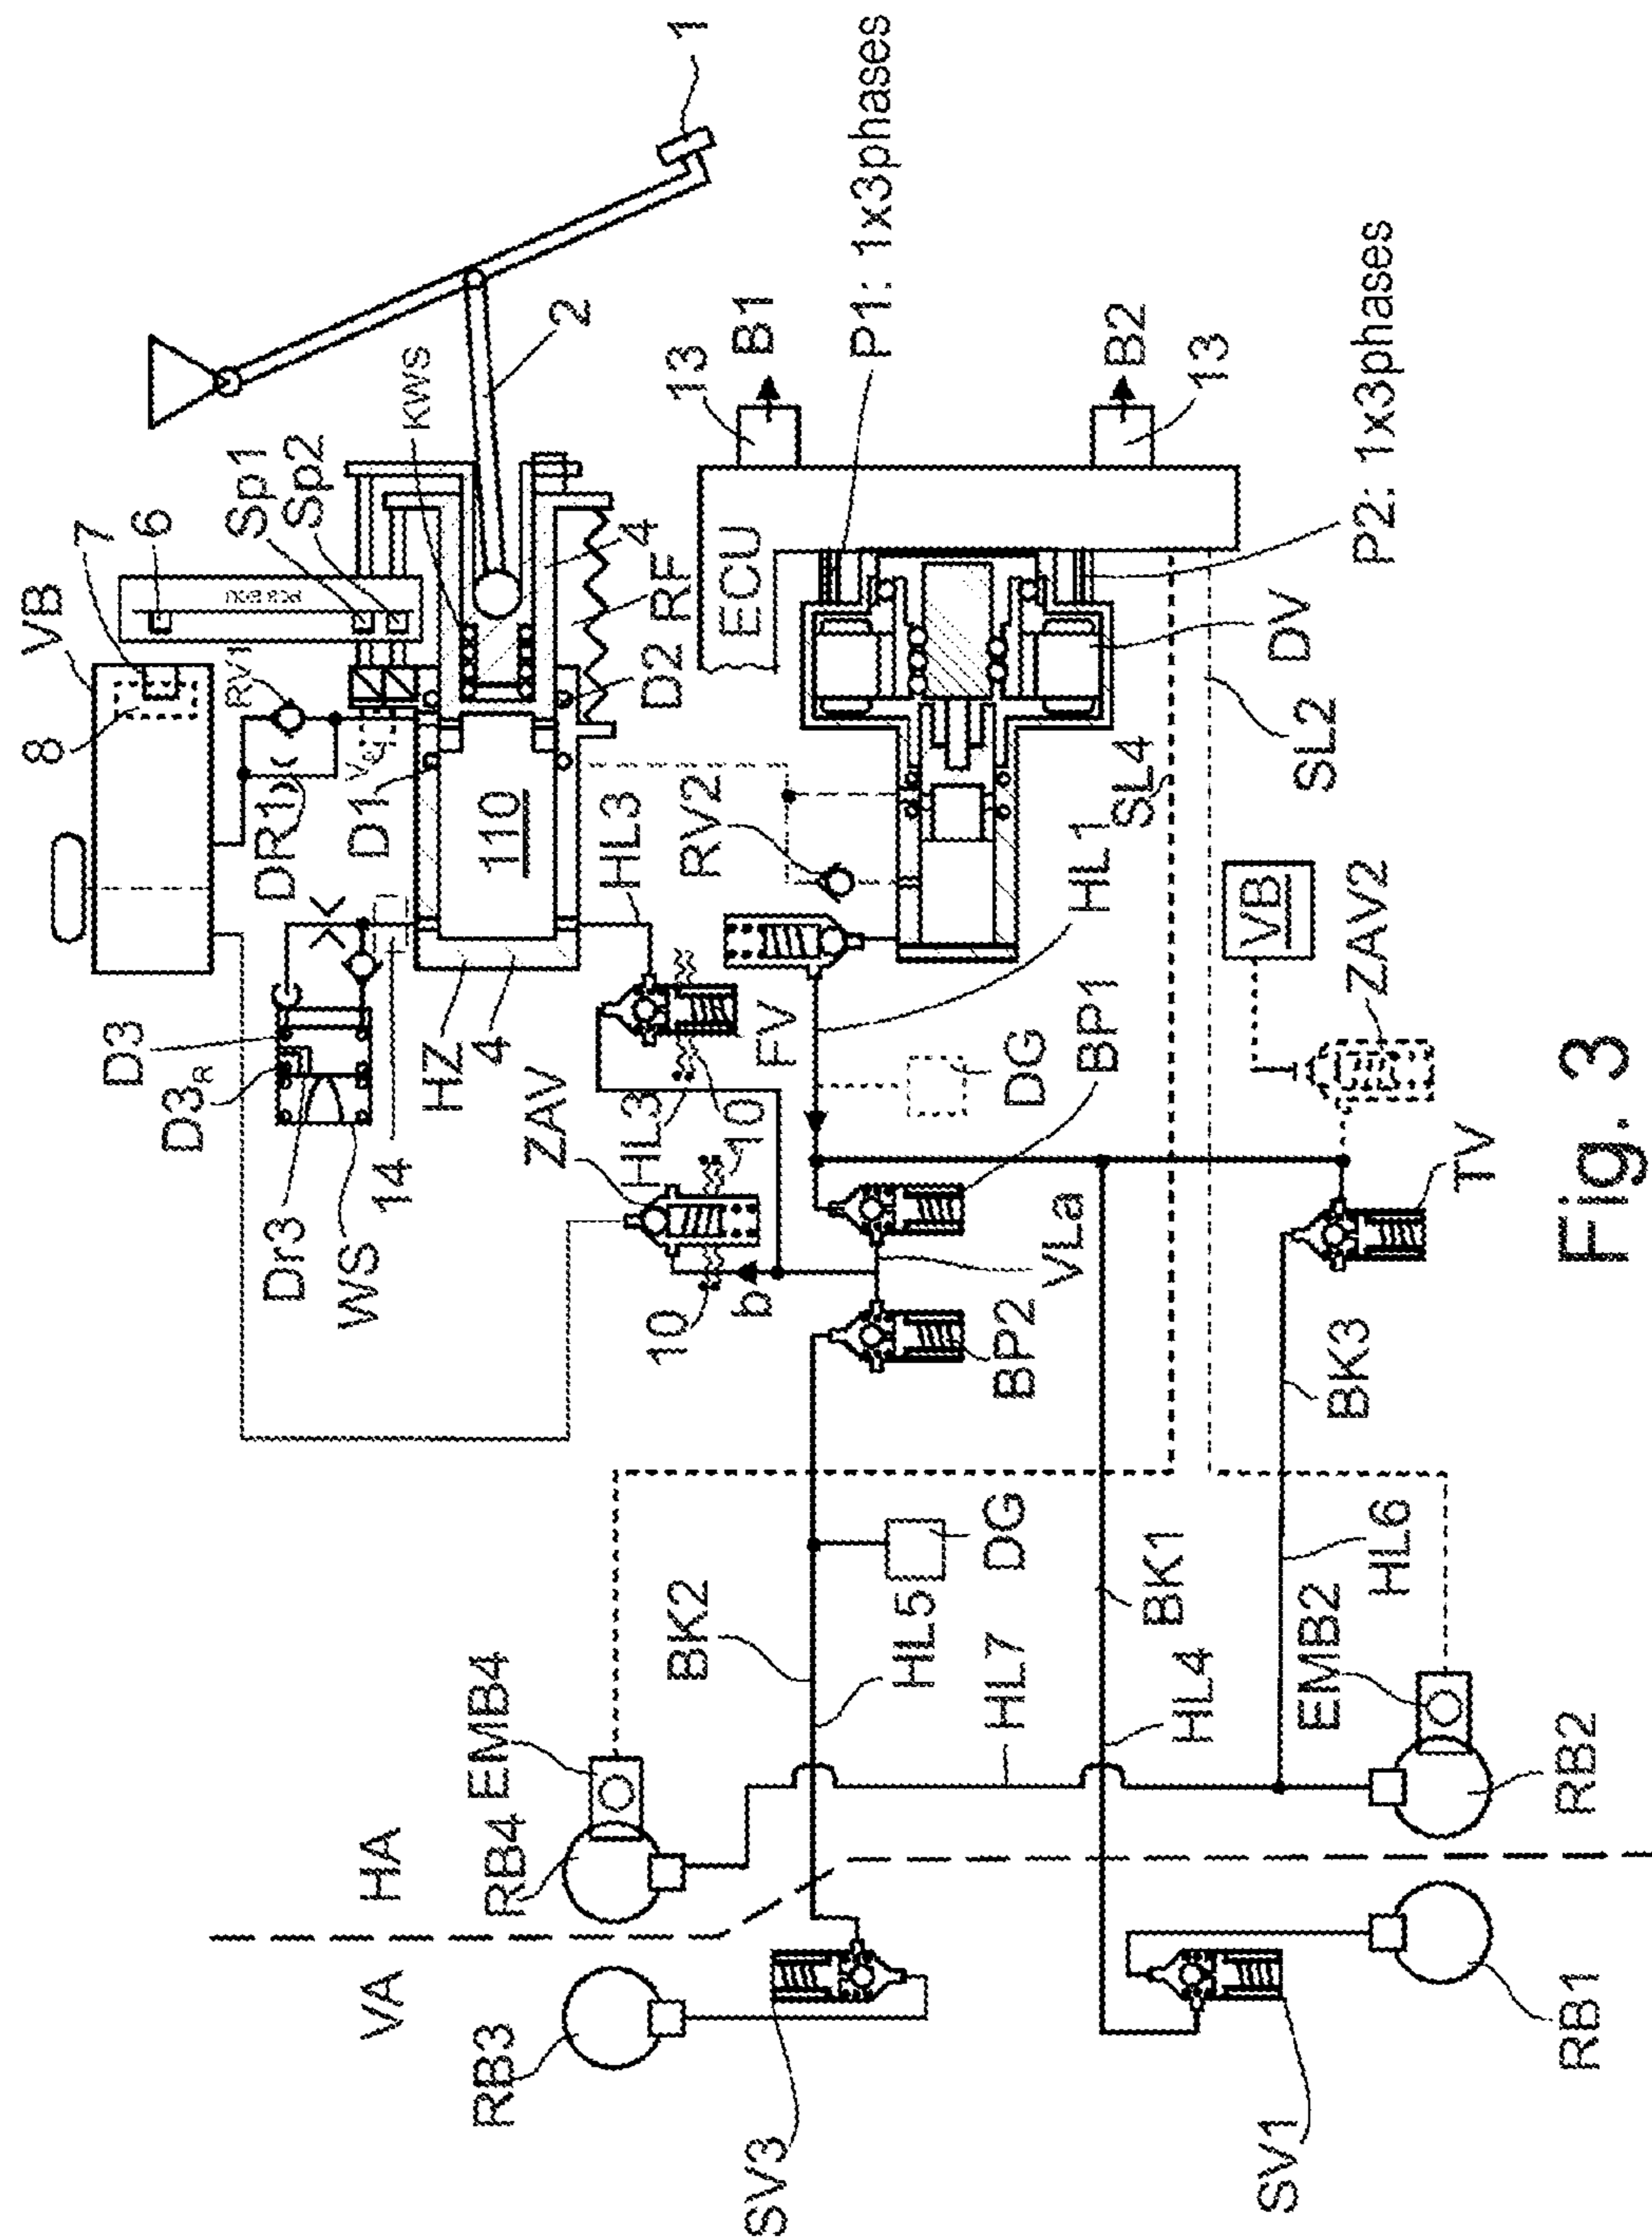 VB
8
7
6
Sp1
Sp2
KWS
2
1
RV1
DR1
D1
D3
D3R
Dr3
WS
14
HZ
4
110
4
RF
D2
HL3
RV2
ECU
13
B1
P1: 1x3phases
B2
13
P2: 1x3phases
DV
SL2
SL4
HL1
FV
ZAV
HL3
10
10
10
b
DG
BP1
VLa
BP2
VB
ZAV2
TV
BK3
BK2
HL5
DG
BK1
HL7
HL4
HL6
EMB4
EMB2
RB4
RB2
HA
VA
RB3
RB1
SV3
SV1
Fig. 3